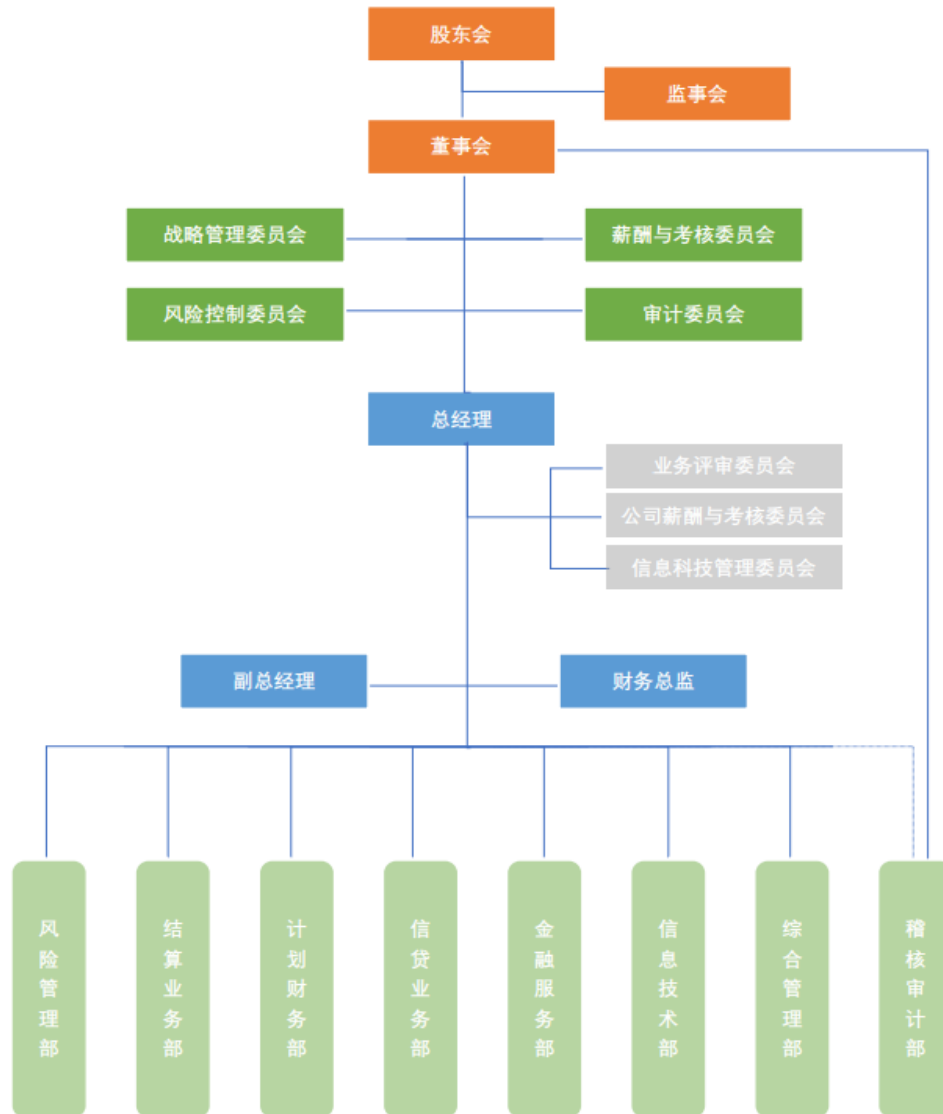 股东会
监事会
董事会
战略管理委员会
薪酬与考核委员会
风险控制委员会
审计委员会
总经理
业务评审委员会
公司薪酬与考核委员会
信息科技管理委员会
副总经理
财务总监
风险管理部
结算业务部
计划财务部
信贷业务部
金融服务部
信息技术部
综合管理部
稽核审计部